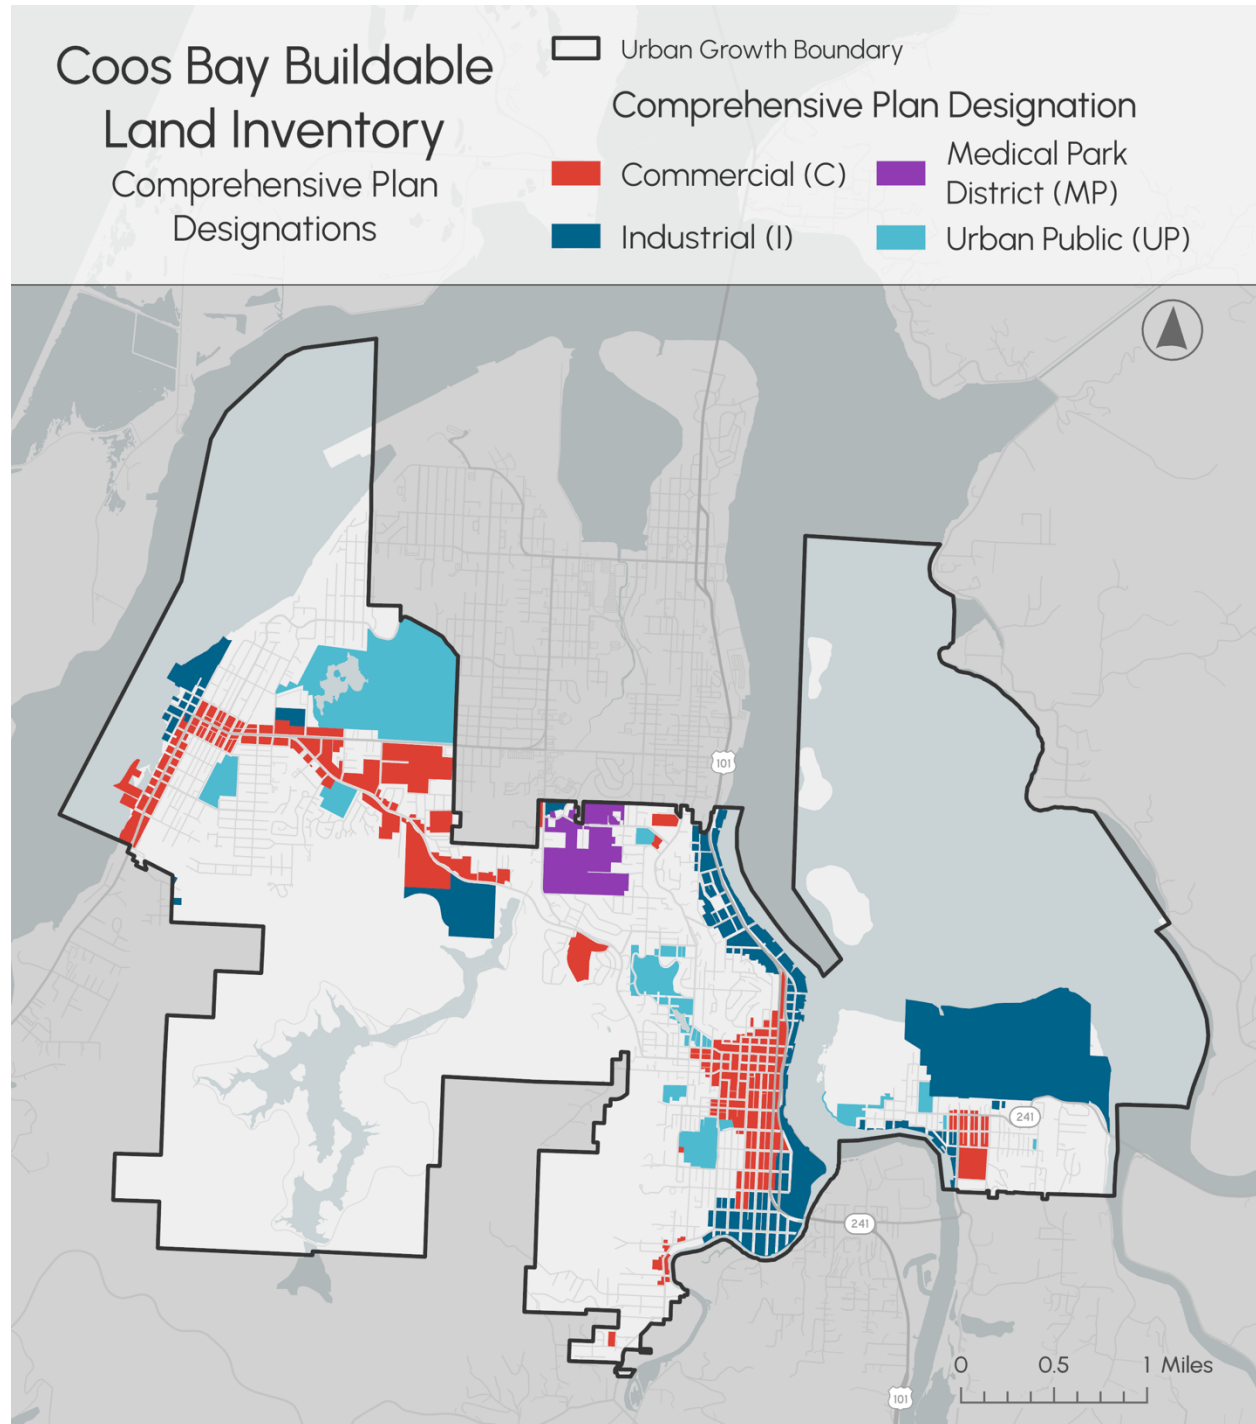 Coos Bay Buildable
Land Inventory
Comprehensive Plan
Designations
Urban Growth Boundary
Comprehensive Plan Designation
Commercial (C)
Industrial (I)
Medical Park
District (MP)
Urban Public (UP)
101
241
241
101
0 0.5 1 Miles